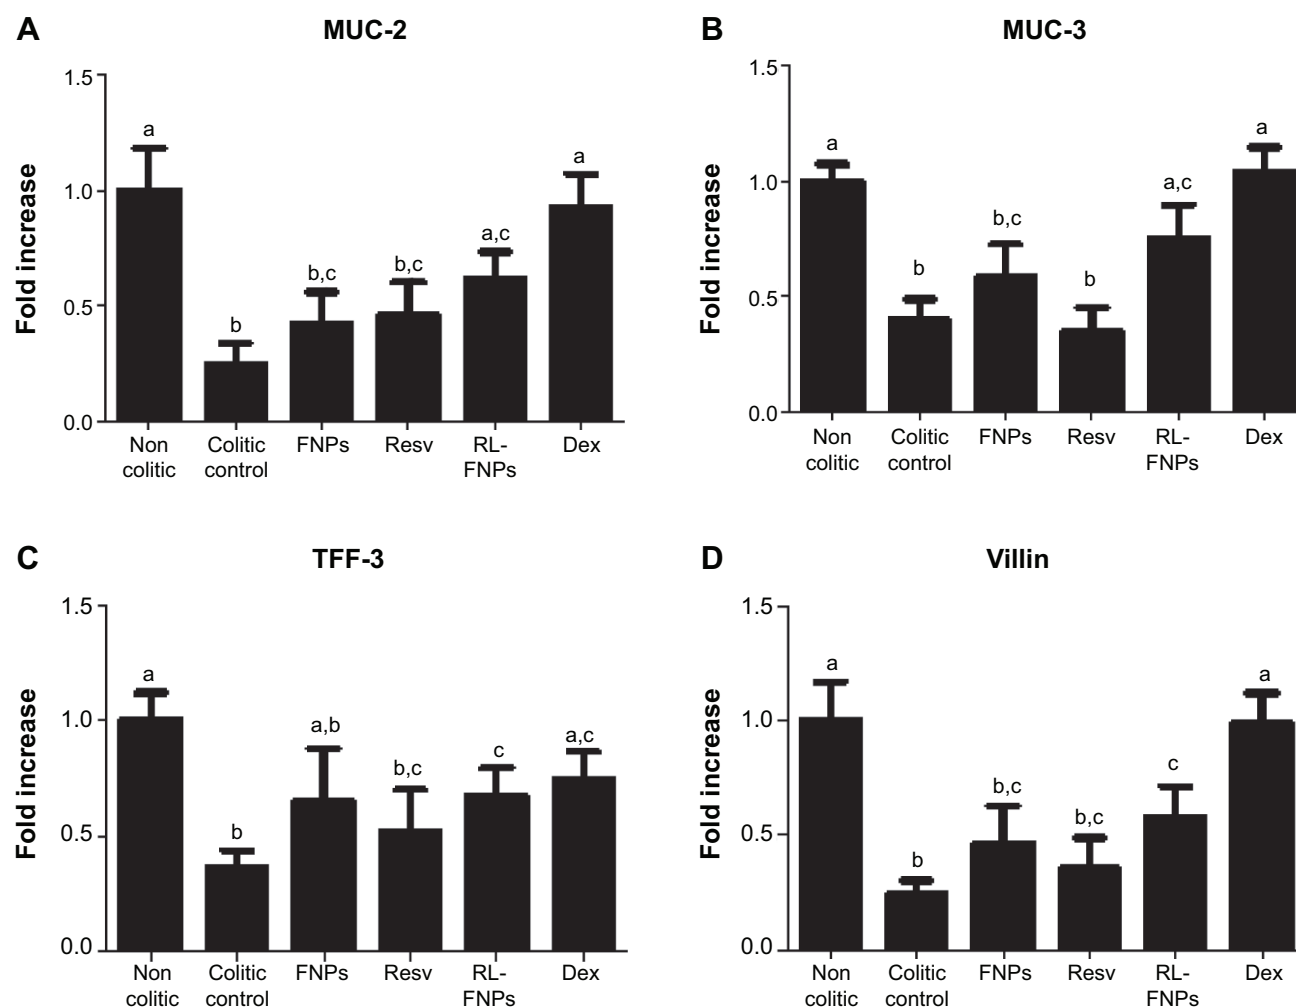 A
MUC-2
Fold increase
1.5
1.0
0.5
0.0
a
b
b,c
b,c
a,c
a
Non
colitic
Colitic
control
FNPs
Resv
RL-
FNPs
Dex
B
MUC-3
Fold increase
1.5
1.0
0.5
0.0
a
b
b,c
b
a,c
a
Non
colitic
Colitic
control
FNPs
Resv
RL-
FNPs
Dex
C
TFF-3
Fold increase
1.5
1.0
0.5
0.0
a
b
a,b
b,c
c
a,c
Non
colitic
Colitic
control
FNPs
Resv
RL-
FNPs
Dex
D
Villin
Fold increase
1.5
1.0
0.5
0.0
a
b
b,c
b,c
c
a
Non
colitic
Colitic
control
FNPs
Resv
RL-
FNPs
Dex